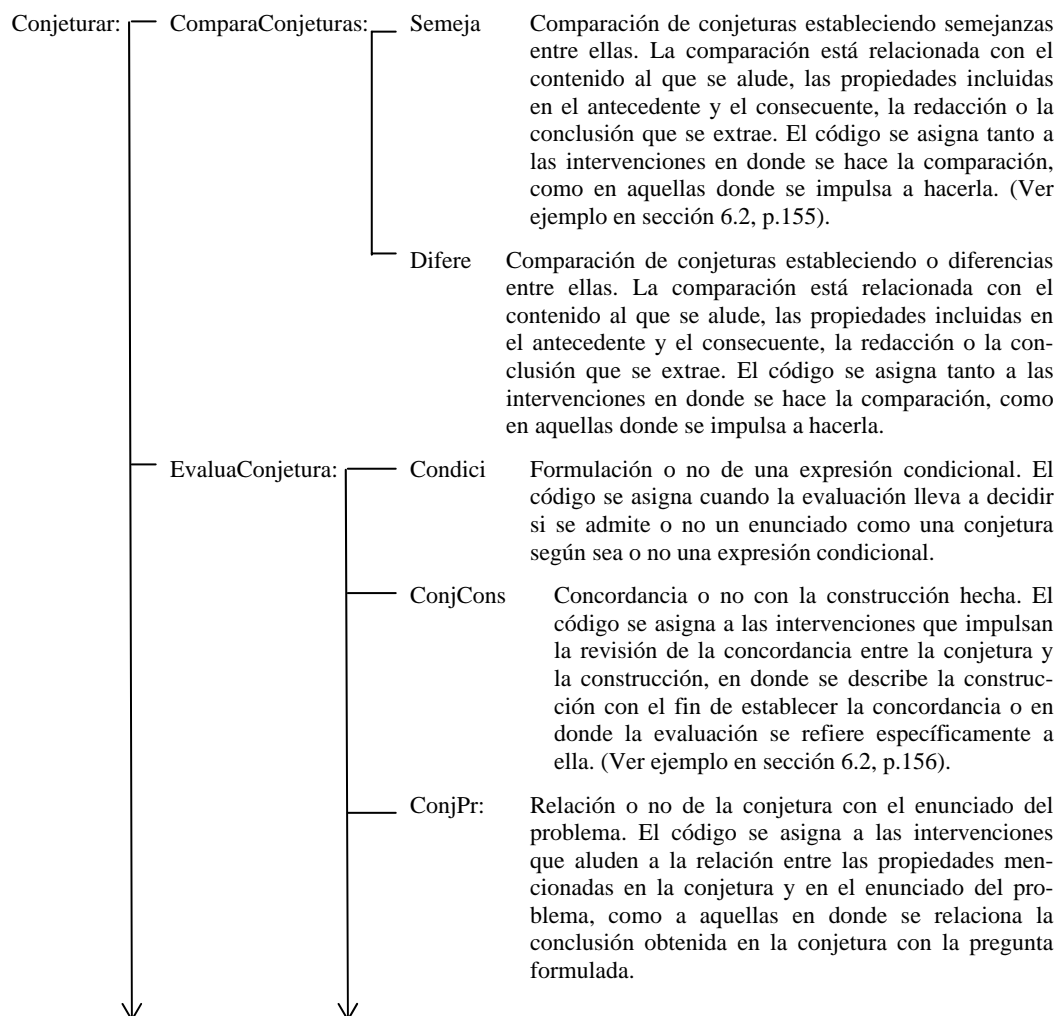 Conjeturar: ComparaConjeturas: Semeja Comparación de conjeturas estableciendo semejanzas
entre ellas. La comparación está relacionada con el
contenido al que se alude, las propiedades incluidas
en el antecedente y el consecuente, la redacción o la
conclusión que se extrae. El código se asigna tanto a
las intervenciones en donde se hace la comparación,
como en aquellas donde se impulsa a hacerla. (Ver
ejemplo en sección 6.2, p.155).
Difere Comparación de conjeturas estableciendo o diferencias
entre ellas. La comparación está relacionada con el
contenido al que se alude, las propiedades incluidas en
el antecedente y el consecuente, la redacción o la con-
clusión que se extrae. El código se asigna tanto a las
intervenciones en donde se hace la comparación, como
en aquellas donde se impulsa a hacerla.
EvaluaConjetura: Condici Formulación o no de una expresión condicional. El
código se asigna cuando la evaluación lleva a decidir
si se admite o no un enunciado como una conjetura
según sea o no una expresión condicional.
ConjCons Concordancia o no con la construcción hecha. El
código se asigna a las intervenciones que impulsan
la revisión de la concordancia entre la conjetura y
la construcción, en donde se describe la construc-
ción con el fin de establecer la concordancia o en
donde la evaluación se refiere específicamente a
ella. (Ver ejemplo en sección 6.2, p.156).
ConjPr: Relación o no de la conjetura con el enunciado del
problema. El código se asigna a las intervenciones
que aluden a la relación entre las propiedades men-
cionadas en la conjetura y en el enunciado del pro-
blema, como a aquellas en donde se relaciona la
conclusión obtenida en la conjetura con la pregunta
formulada.